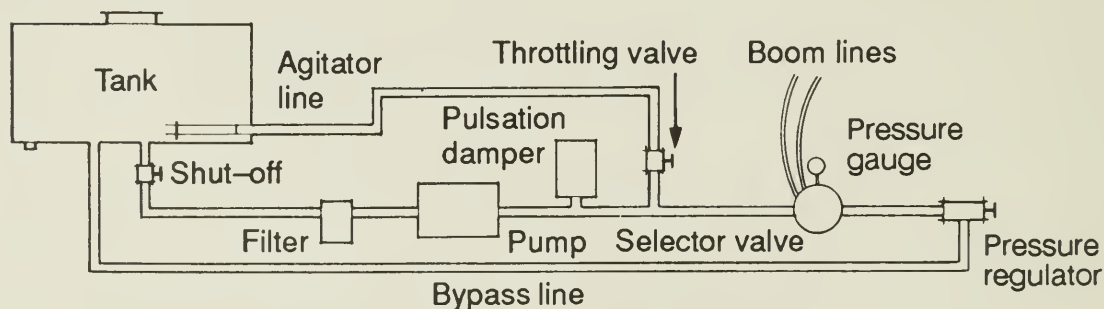 Tank
Agitator
line
Throttling valve
Boom lines
Pulsation
damper
Pressure
gauge
Shut-off
Filter
Pump
Selector valve
Pressure
regulator
Bypass line